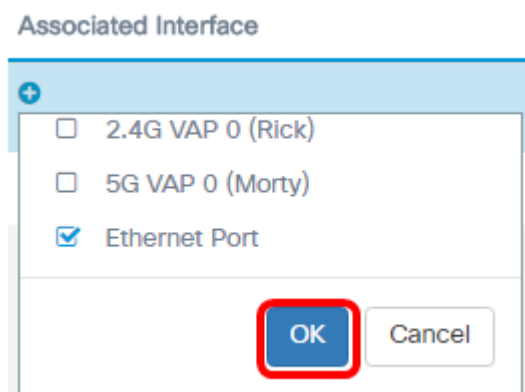 Associated Interface
2.4G VAP 0 (Rick)
5G VAP 0 (Morty)
Ethernet Port
OK Cancel